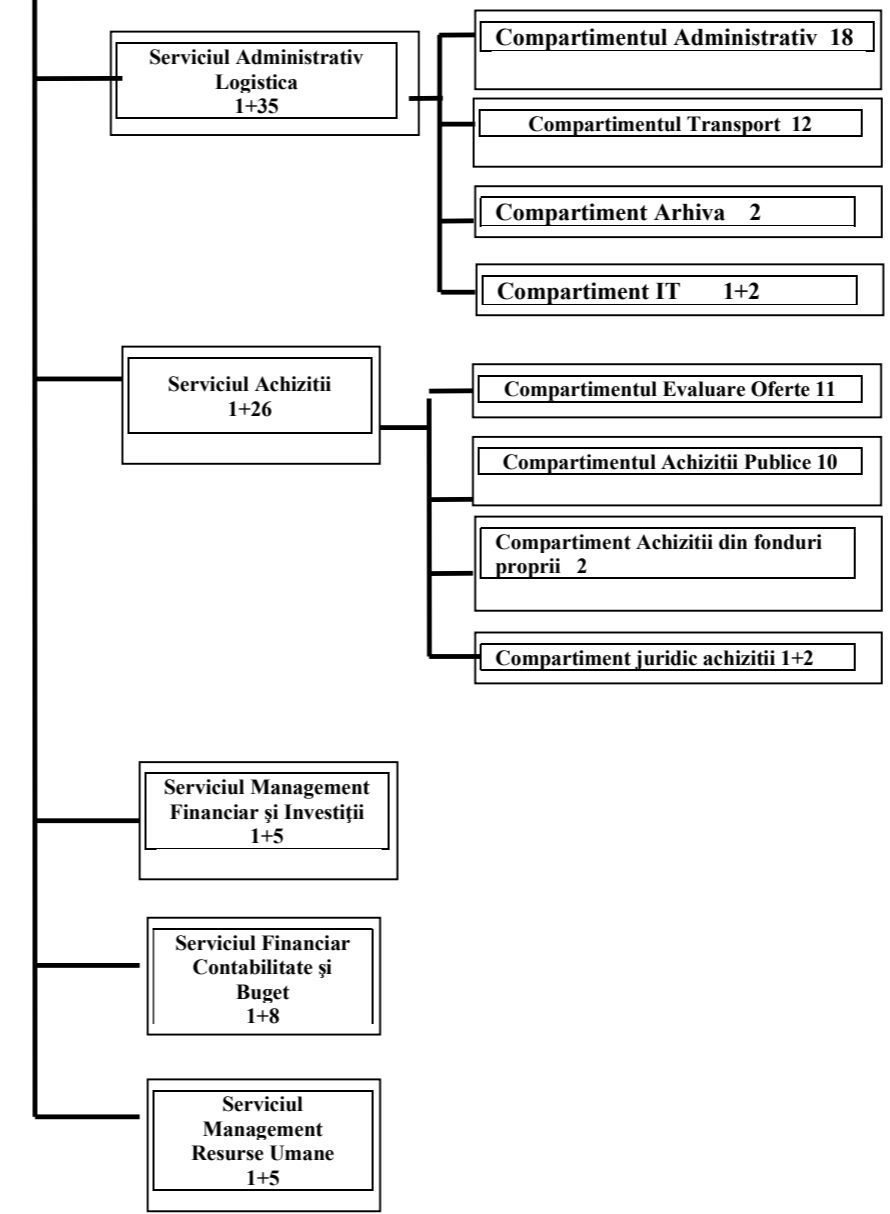 Serviciul Administrativ
Logistica
1+35
Compartimentul Administrativ 18
Compartimentul Transport 12
Compartiment Arhiva 2
Compartiment IT 1+2
Serviciul Achizitii
1+26
Compartimentul Evaluare Oferte 11
Compartimentul Achizitii Publice 10
Compartiment Achizitii din fonduri
proprii 2
Compartiment juridic achizitii 1+2
Serviciul Management
Financiar şi Investiţii
1+5
Serviciul Financiar
Contabilitate şi
Buget
1+8
Serviciul
Management
Resurse Umane
1+5